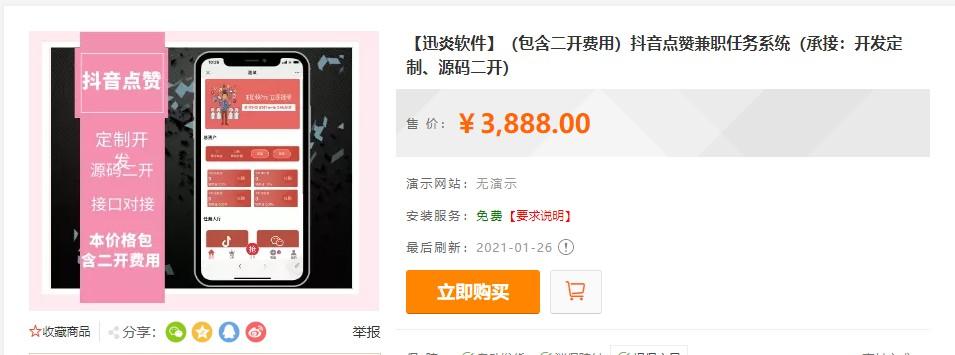 抖音点赞
定制开
发
源码二开
接口对接
本价格包
含二开费用
抢
☆收藏商品
分享：
举报
【迅炎软件】（包含二开费用）抖音点赞兼职任务系统（承接：开发定
制、源码二开）
售 价： ¥ 3,888.00
演示网站：无演示
安装服务：免费【要求说明】
最后刷新：2021-01-26
立即购买